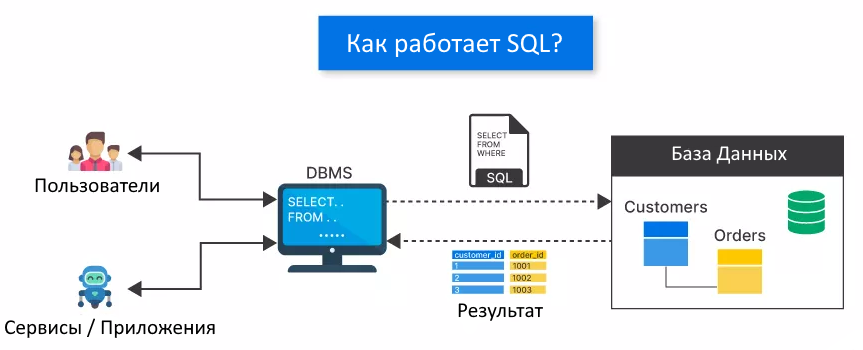 Как работает SQL?
Пользователи
Сервисы / Приложения
DBMS
SELECT. .
FROM . .
.....
SELECT
FROM
WHERE
SQL
customer_id order_id
1 1001
2 1002
3 1003
Результат
База Данных
Customers
Orders